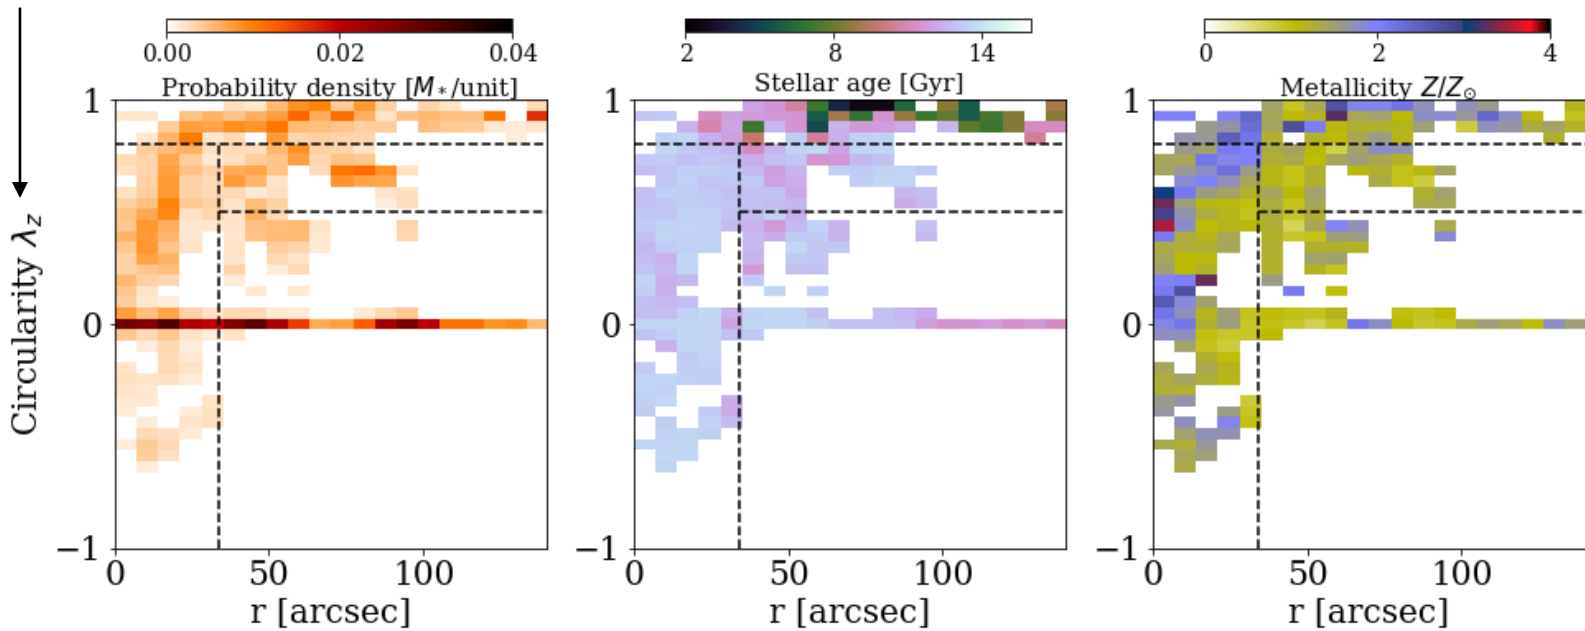 0.00 0.02 0.04
Probability density [M∗/unit]
2 8 14
Stellar age [Gyr]
0 2 4
Metallicity Z/Z⊙
Circularity λz
1
0
−1
0 50 100
r [arcsec]
1
0
−1
0 50 100
r [arcsec]
1
0
−1
0 50 100
r [arcsec]